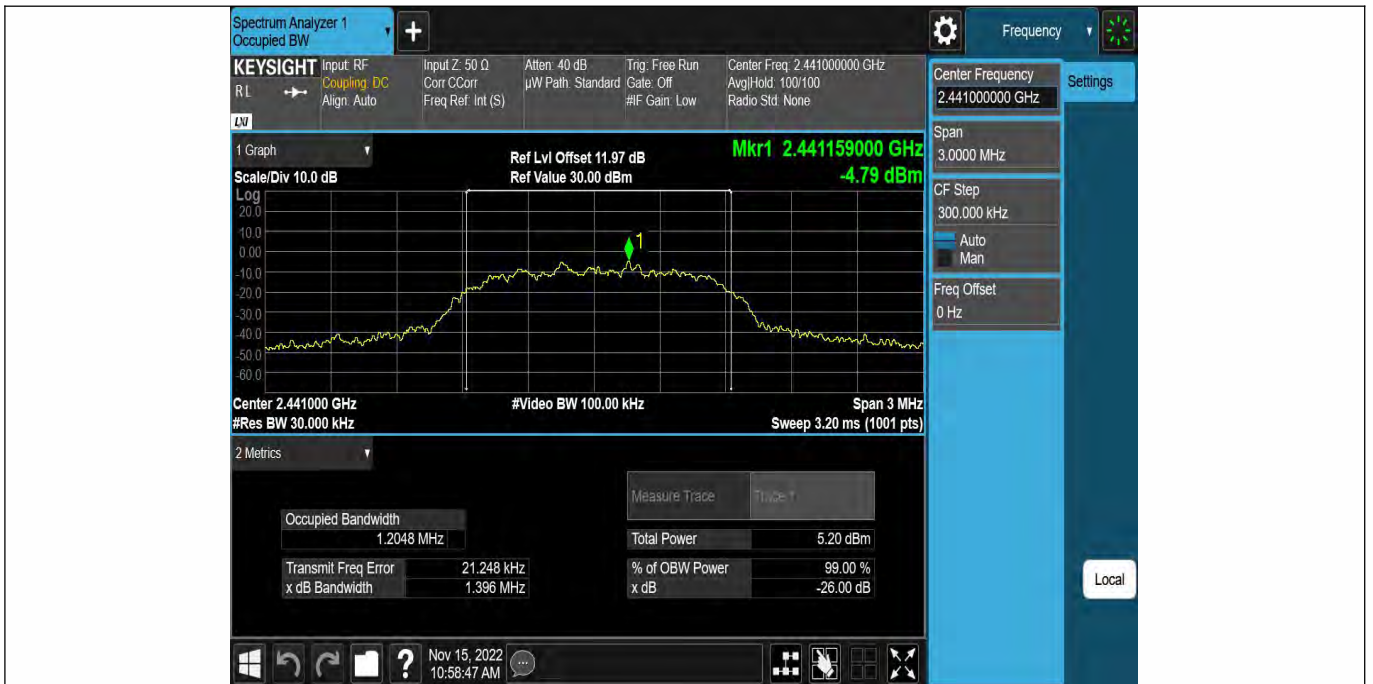 Spectrum Analyzer 1
Occupied BW
+
Frequency
KEYSIGHT
RL
LXI
Input: RF
Coupling: DC
Align: Auto
Input Z: 50 Ω
Corr CCorr
Freq Ref: Int (S)
Atten: 40 dB
µW Path: Standard
Trig: Free Run
Gate: Off
#IF Gain: Low
Center Freq: 2.441000000 GHz
Avg|Hold: 100/100
Radio Std: None
Center Frequency
2.441000000 GHz
Settings
Span
3.0000 MHz
CF Step
300.000 kHz
Auto
Man
Freq Offset
0 Hz
Local
1 Graph
Scale/Div 10.0 dB
Ref Lvl Offset 11.97 dB
Ref Value 30.00 dBm
Mkr1 2.441159000 GHz
-4.79 dBm
Log
20.0
10.0
0.00
-10.0
-20.0
-30.0
-40.0
-50.0
-60.0
1
Center 2.441000 GHz
#Video BW 100.00 kHz
Span 3 MHz
#Res BW 30.000 kHz
Sweep 3.20 ms (1001 pts)
2 Metrics
Measure Trace
Trace 1
Occupied Bandwidth
1.2048 MHz
Total Power
5.20 dBm
Transmit Freq Error
21.248 kHz
% of OBW Power
99.00 %
x dB Bandwidth
1.396 MHz
x dB
-26.00 dB
?
Nov 15, 2022
10:58:47 AM